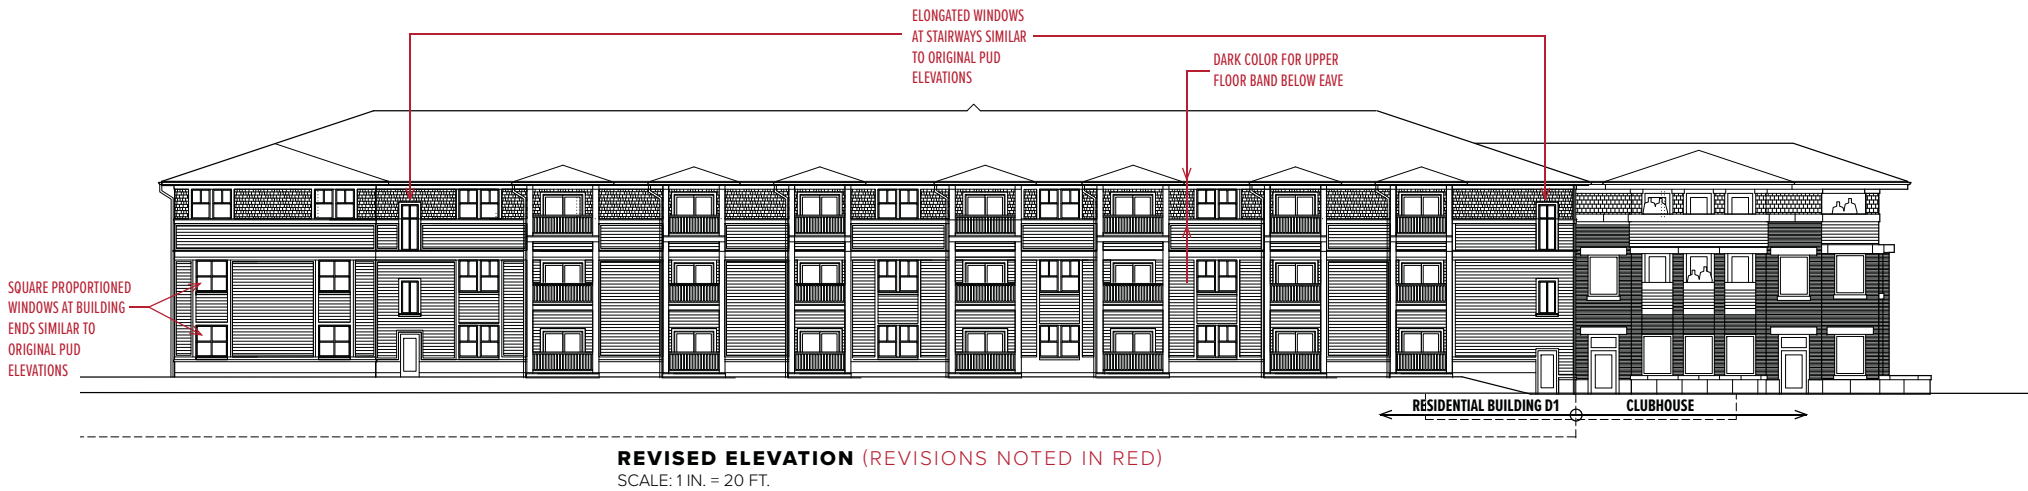 ELONGATED WINDOWS
AT STAIRWAYS SIMILAR
TO ORIGINAL PUD
ELEVATIONS
DARK COLOR FOR UPPER
FLOOR BAND BELOW EAVE
SQUARE PROPORTIONED
WINDOWS AT BUILDING
ENDS SIMILAR TO
ORIGINAL PUD
ELEVATIONS
RESIDENTIAL BUILDING D1
CLUBHOUSE
REVISED ELEVATION (REVISIONS NOTED IN RED)
SCALE: 1 IN. = 20 FT.